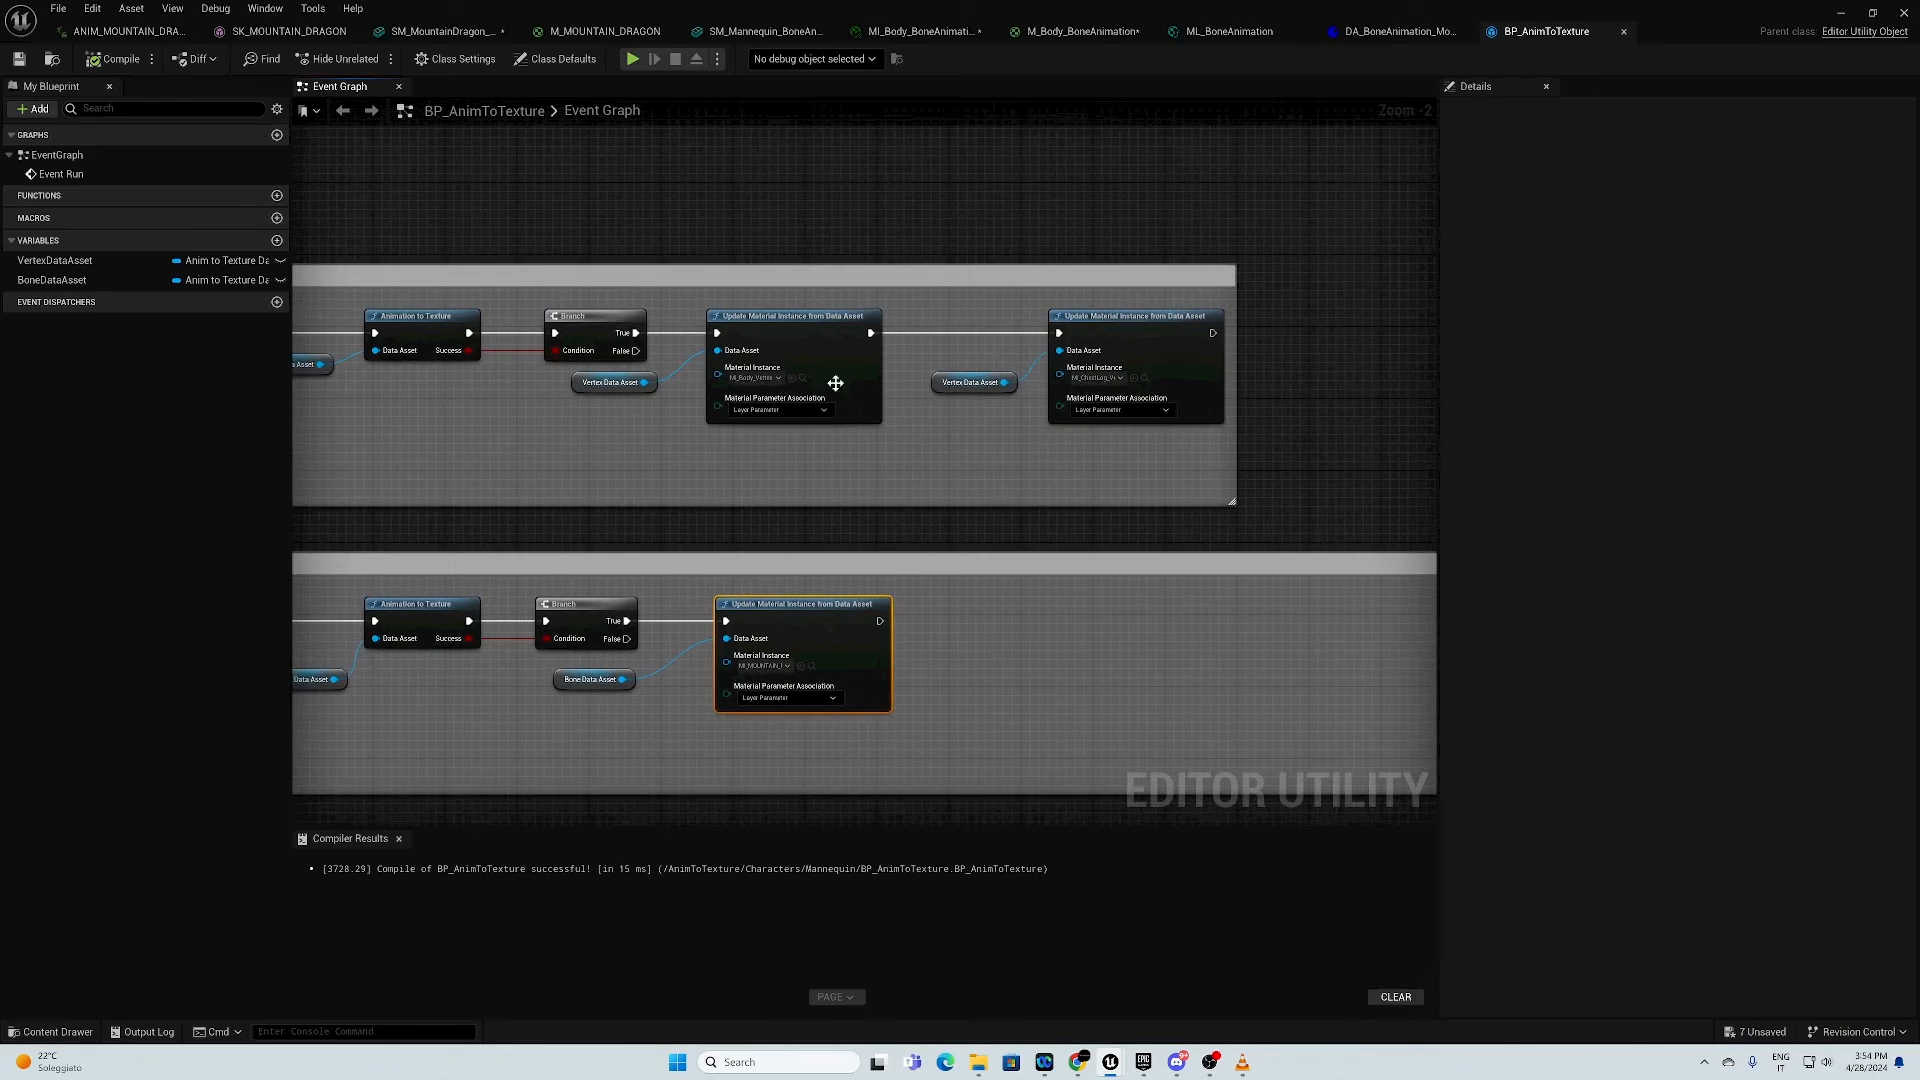 File Edit Asset View Debug Window Tools Help
ANIM_MOUNTAIN_DRA... SK_MOUNTAIN_DRAGON SM_MountainDragon_... * M_MOUNTAIN_DRAGON SM_Mannequin_BoneAn... MI_Body_BoneAnimati... * M_Body_BoneAnimation* ML_BoneAnimation DA_BoneAnimation_Mo... BP_AnimToTexture Parent class: Editor Utility Object
Compile Diff Find Hide Unrelated Class Settings Class Defaults No debug object selected
My Blueprint Event Graph Details
Add Search BP_AnimToTexture > Event Graph Zoom -2
GRAPHS
EventGraph
Event Run
FUNCTIONS
MACROS
VARIABLES
VertexDataAsset Anim to Texture Da
BoneDataAsset Anim to Texture Da
EVENT DISPATCHERS
Animation to Texture Branch Update Material Instance from Data Asset Update Material Instance from Data Asset
True
Data Asset Success Condition False Data Asset Data Asset
Asset
Material Instance Material Instance
MI_Body_Vertex MI_ChestLog_V
Vertex Data Asset Vertex Data Asset
Material Parameter Association Material Parameter Association
Layer Parameter Layer Parameter
Animation to Texture Branch Update Material Instance from Data Asset
True
Data Asset Success Condition False Data Asset
Material Instance
MI_MOUNTAIN_
Data Asset Bone Data Asset
Material Parameter Association
Layer Parameter
EDITOR UTILITY
Compiler Results
• [3728.29] Compile of BP_AnimToTexture successful! [in 15 ms] (/AnimToTexture/Characters/Mannequin/BP_AnimToTexture.BP_AnimToTexture)
PAGE CLEAR
Content Drawer Output Log Cmd Enter Console Command 7 Unsaved Revision Control
22°C
Soleggiato
Search
ENG
IT
3:54 PM
4/28/2024